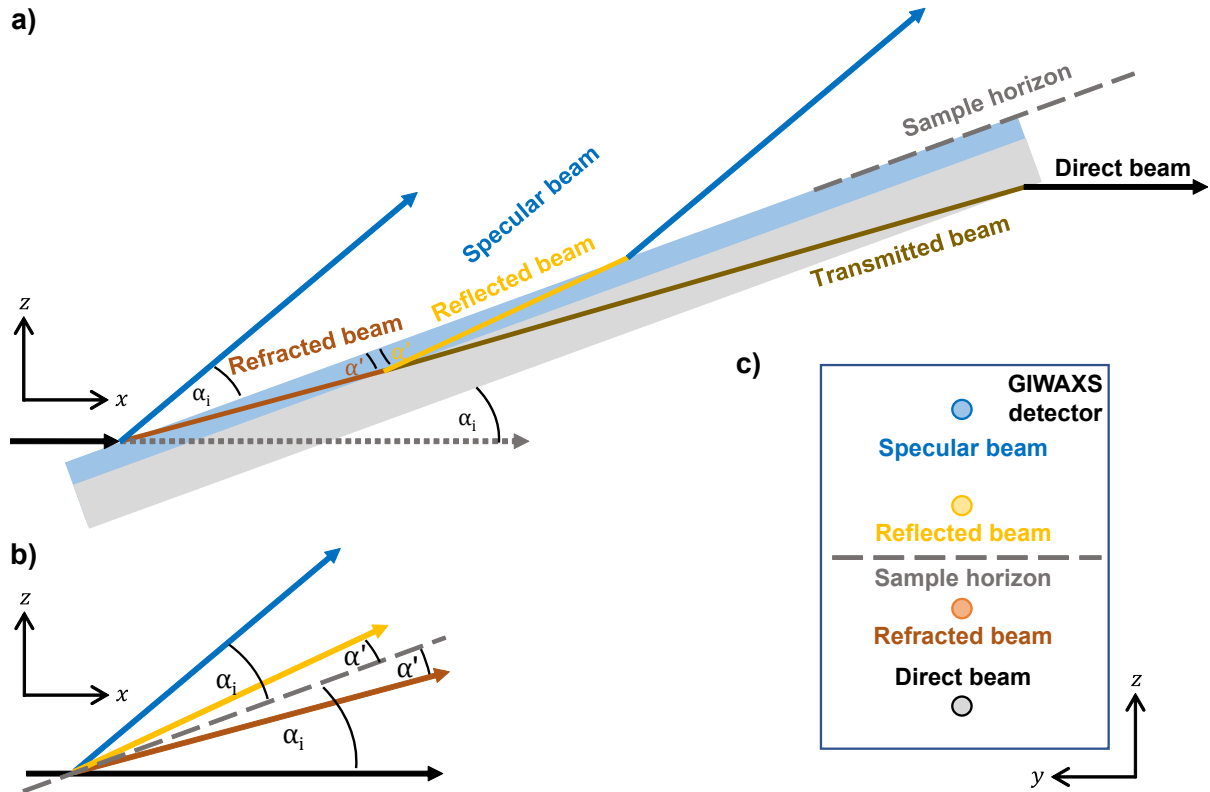 a)
Sample horizon
Direct beam
Specular beam
Reflected beam
Transmitted beam
z
Refracted beam
α'
α'
αᵢ
x
αᵢ
c)
GIWAXS
detector
Specular beam
Reflected beam
Sample horizon
Refracted beam
Direct beam
z
y
b)
z
x
αᵢ
α'
α'
αᵢ